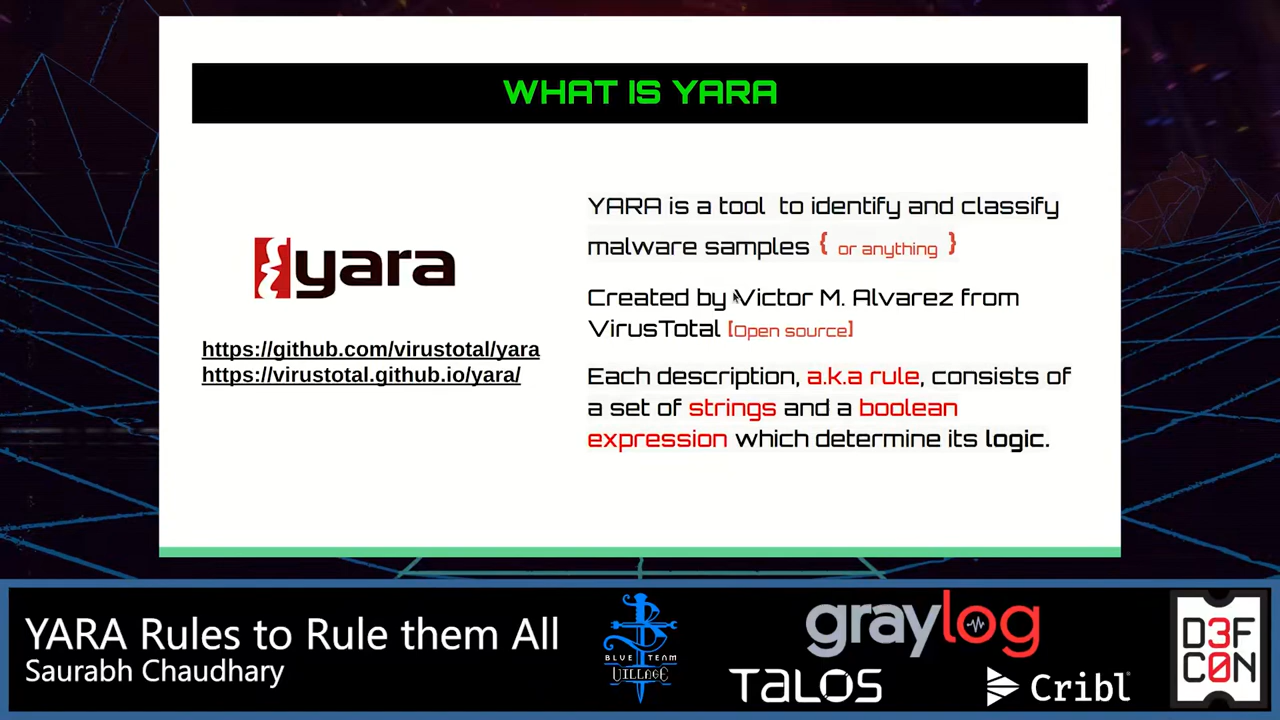 WHAT IS YARA
yara
https://github.com/virustotal/yara
https://virustotal.github.io/yara/
YARA is a tool to identify and classify
malware samples { or anything }
Created by Victor M. Alvarez from
VirusTotal [Open source]
Each description, a.k.a rule, consists of
a set of strings and a boolean
expression which determine its logic.
YARA Rules to Rule them All
Saurabh Chaudhary
BLUE TEAM
VILLAGE
graylog
TALOS
Cribl
D3F
C0N